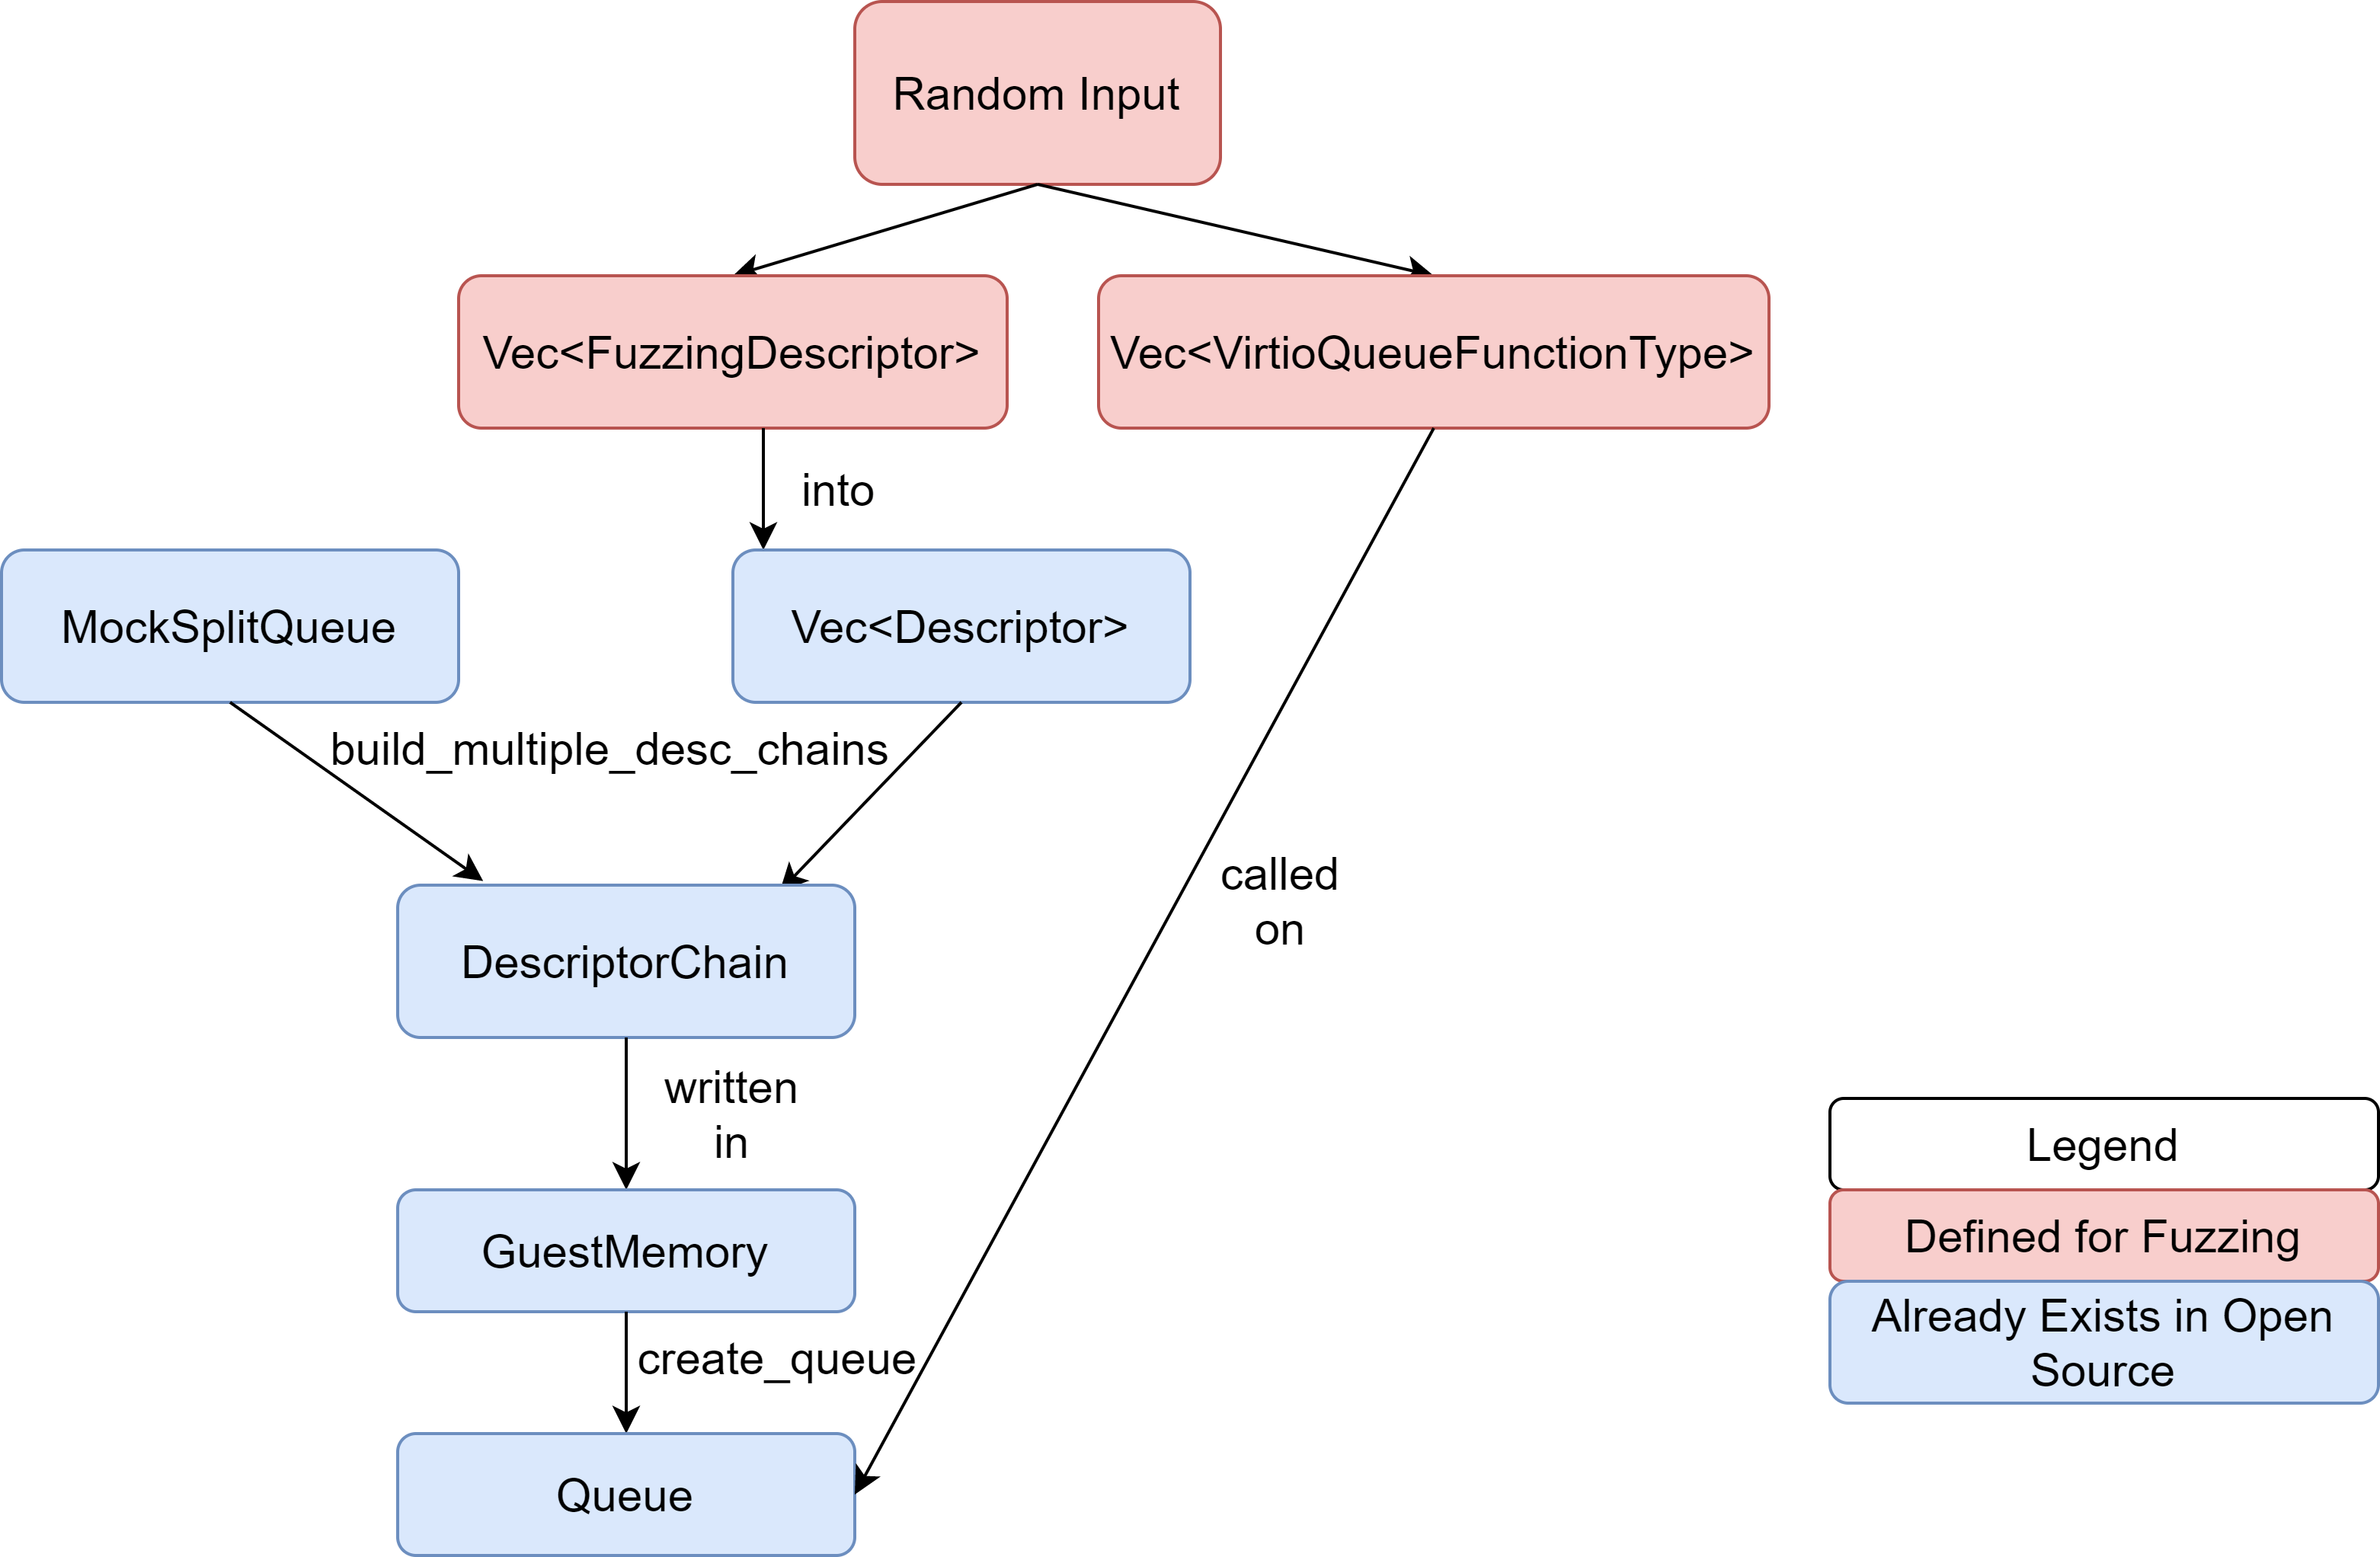 Random Input
Vec<FuzzingDescriptor>
Vec<VirtioQueueFunctionType>
into
MockSplitQueue
Vec<Descriptor>
build_multiple_desc_chains
called
on
DescriptorChain
written
in
GuestMemory
create_queue
Queue
Legend
Defined for Fuzzing
Already Exists in Open
Source